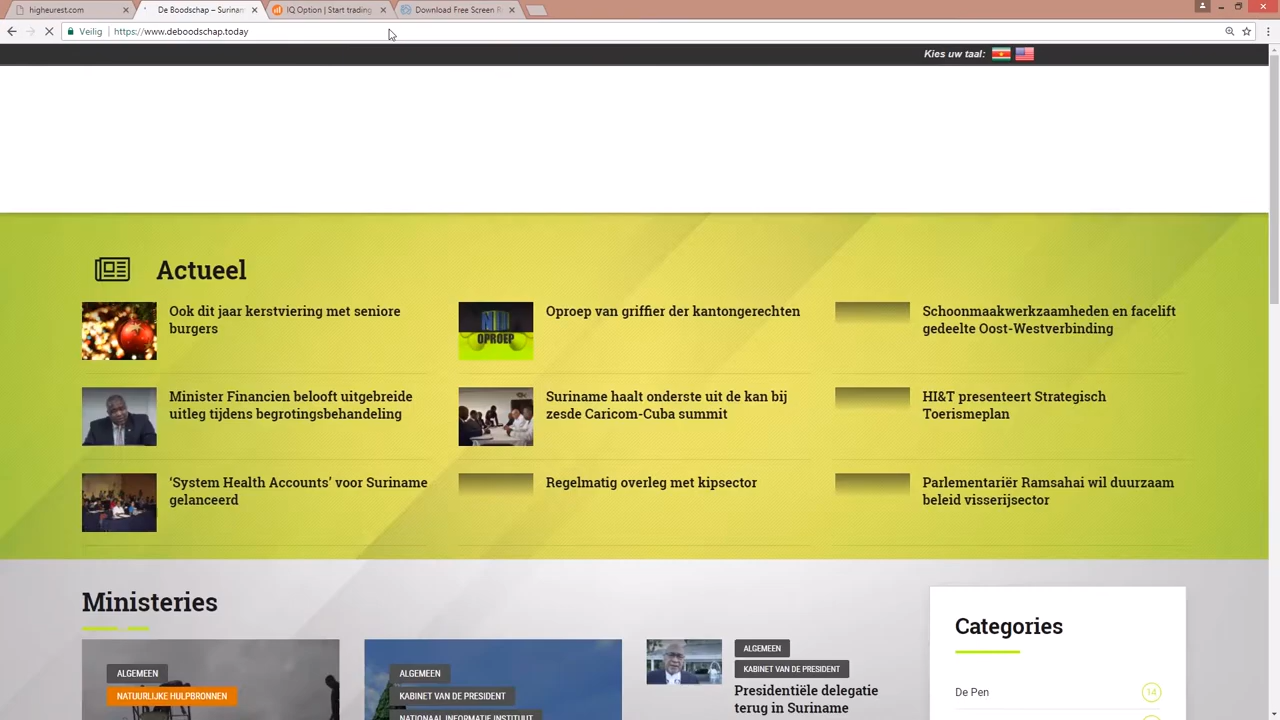 higheurest.com
De Boodschap – Surinam
IQ Option | Start trading
Download Free Screen R
Veilig
https://www.deboodschap.today
Kies uw taal:
Actueel
Ook dit jaar kerstviering met seniore
burgers
Oproep van griffier der kantongerechten
OPROEP
Schoonmaakwerkzaamheden en facelift
gedeelte Oost-Westverbinding
Minister Financien belooft uitgebreide
uitleg tijdens begrotingsbehandeling
Suriname haalt onderste uit de kan bij
zesde Caricom-Cuba summit
HI&T presenteert Strategisch
Toerismeplan
‘System Health Accounts’ voor Suriname
gelanceerd
Regelmatig overleg met kipsector
Parlementariër Ramsahai wil duurzaam
beleid visserijsector
Ministeries
ALGEMEEN
NATUURLIJKE HULPBRONNEN
ALGEMEEN
KABINET VAN DE PRESIDENT
NATIONAAL INFORMATIE INSTITUUT
ALGEMEEN
KABINET VAN DE PRESIDENT
Presidentiële delegatie
terug in Suriname
Categories
De Pen
14